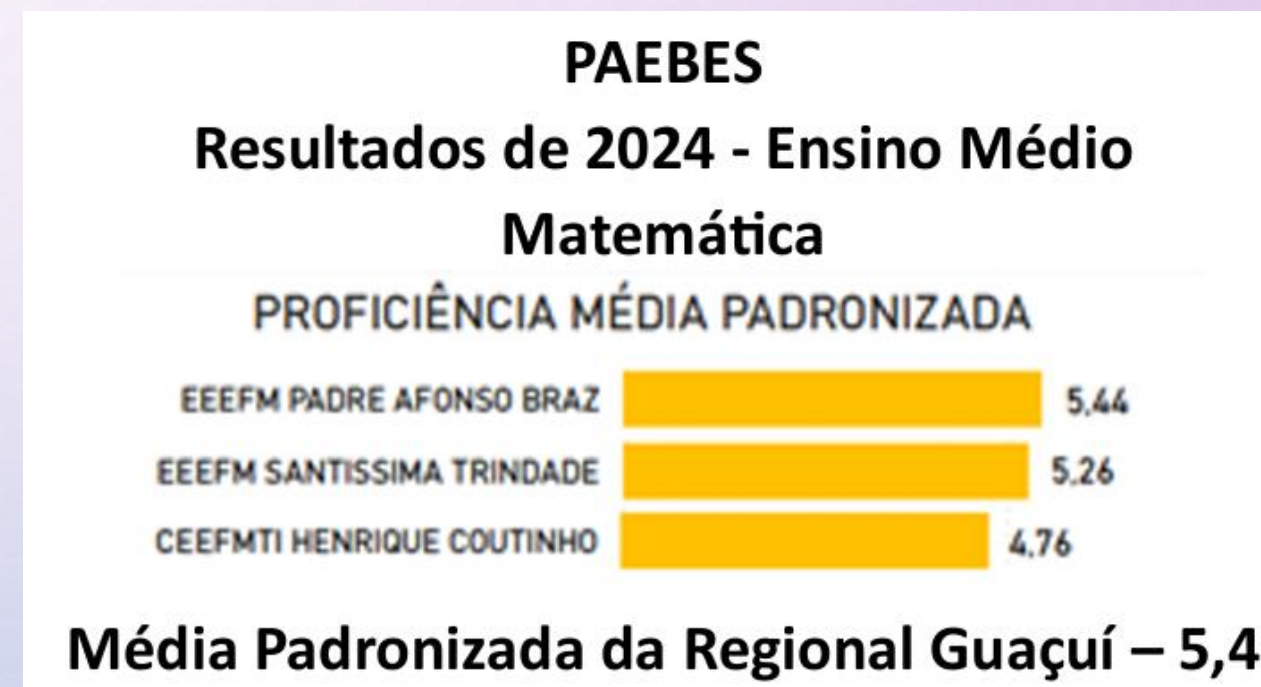 PAEBES
Resultados de 2024 - Ensino Médio
Matemática
PROFICIÊNCIA MÉDIA PADRONIZADA
EEEFM PADRE AFONSO BRAZ 5,44
EEEFM SANTISSIMA TRINDADE 5,26
CEEFMTI HENRIQUE COUTINHO 4,76
Média Padronizada da Regional Guaçuí – 5,4